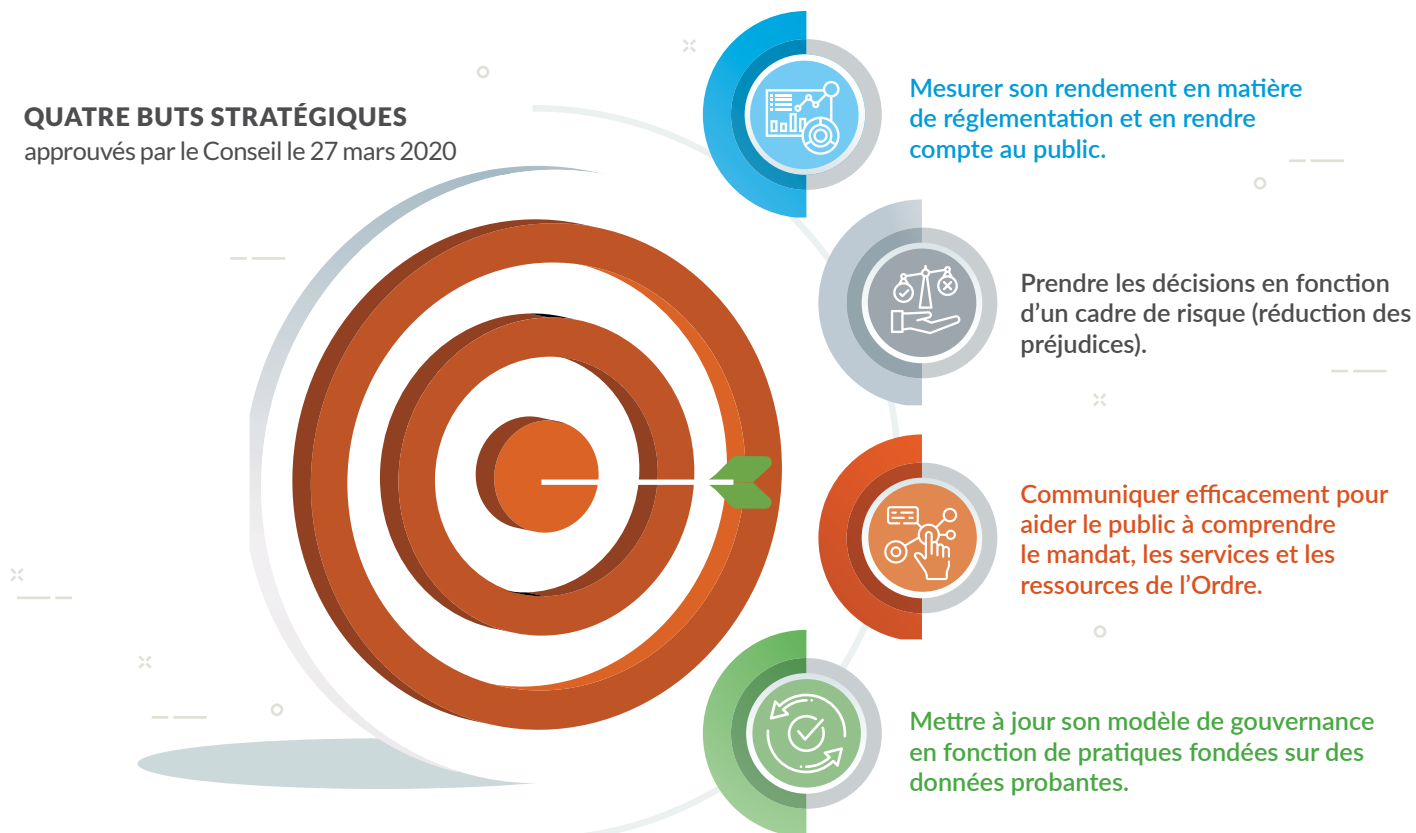 QUATRE BUTS STRATÉGIQUES
approuvés par le Conseil le 27 mars 2020
Mesurer son rendement en matière
de réglementation et en rendre
compte au public.
Prendre les décisions en fonction
d’un cadre de risque (réduction des
préjudices).
Communiquer efficacement pour
aider le public à comprendre
le mandat, les services et les
ressources de l’Ordre.
Mettre à jour son modèle de gouvernance
en fonction de pratiques fondées sur des
données probantes.